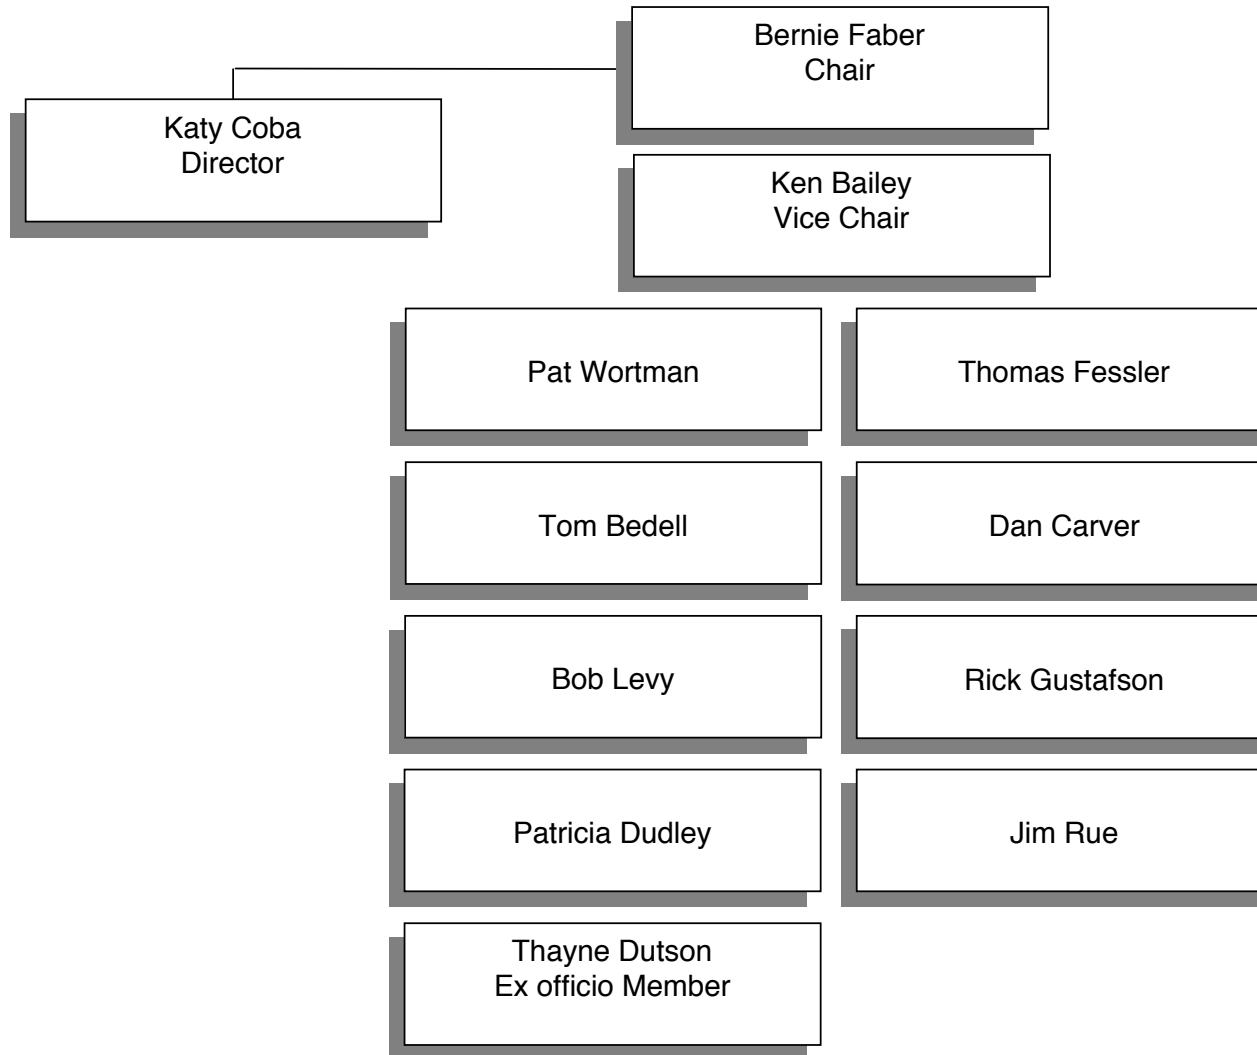 Bernie Faber
Chair
Katy Coba
Director
Ken Bailey
Vice Chair
Pat Wortman
Thomas Fessler
Tom Bedell
Dan Carver
Bob Levy
Rick Gustafson
Patricia Dudley
Jim Rue
Thayne Dutson
Ex officio Member